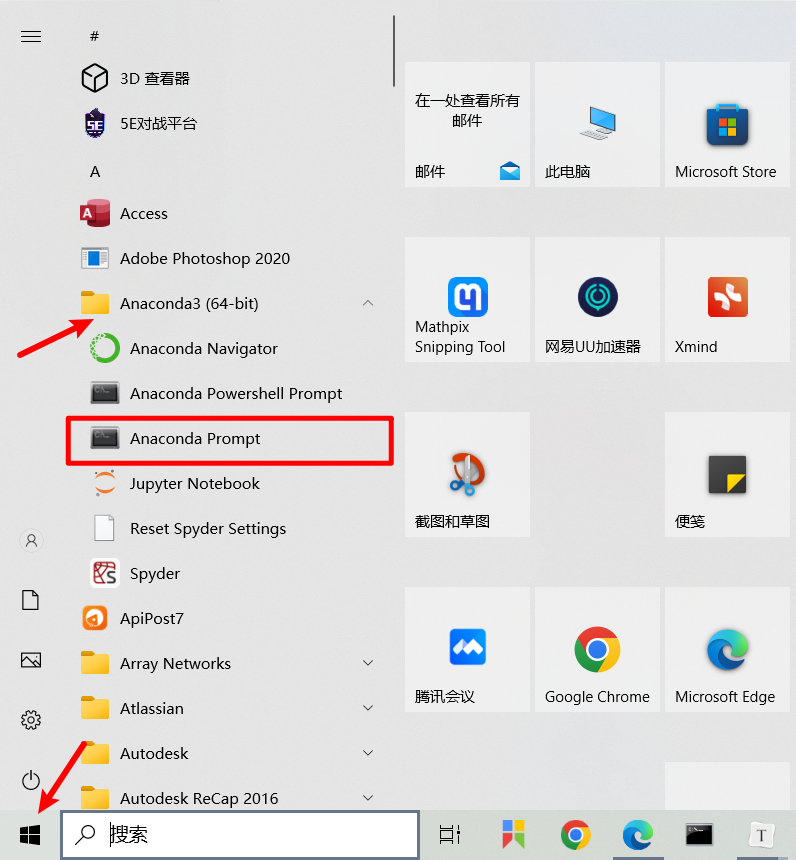 #
3D 查看器
5E
5E对战平台
A
A
Access
Adobe Photoshop 2020
Anaconda3 (64-bit)
Anaconda Navigator
Anaconda Powershell Prompt
Anaconda Prompt
Jupyter Notebook
Reset Spyder Settings
Spyder
ApiPost7
Array Networks
Atlassian
Autodesk
Autodesk ReCap 2016
在一处查看所有
邮件
邮件
此电脑
Microsoft Store
Mathpix
Snipping Tool
网易UU加速器
Xmind
截图和草图
便笺
腾讯会议
Google Chrome
Microsoft Edge
搜索
T